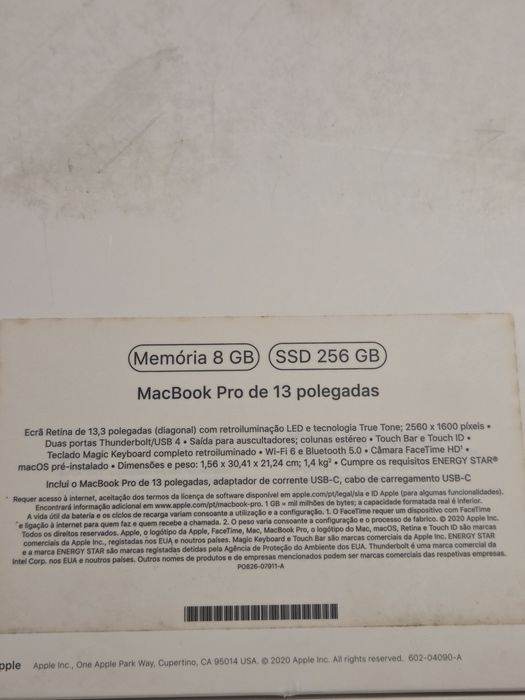 Memória 8 GB SSD 256 GB
MacBook Pro de 13 polegadas
Ecrã Retina de 13,3 polegadas (diagonal) com retroiluminação LED e tecnologia True Tone; 2560 x 1600 píxeis •
Duas portas Thunderbolt/USB 4 • Saída para auscultadores; colunas estéreo • Touch Bar e Touch ID •
Teclado Magic Keyboard completo retroiluminado • Wi-Fi 6 e Bluetooth 5.0 • Câmara FaceTime HD¹ •
macOS pré-instalado • Dimensões e peso: 1,56 x 30,41 x 21,24 cm; 1,4 kg² • Cumpre os requisitos ENERGY STAR®
Inclui o MacBook Pro de 13 polegadas, adaptador de corrente USB-C, cabo de carregamento USB-C
* Requer acesso à internet, aceitação dos termos da licença de software disponível em apple.com/pt/legal/sla e ID Apple (para algumas funcionalidades).
Encontrará informação adicional em www.apple.com/pt/macbook-pro. 1 GB = mil milhões de bytes; a capacidade formatada real é inferior.
A vida útil da bateria e os ciclos de recarga variam consoante a utilização e a configuração. 1. O FaceTime requer um dispositivo com FaceTime
e ligação à internet para quem faz e quem recebe a chamada. 2. O peso varia consoante a configuração e o processo de fabrico. © 2020 Apple Inc.
Todos os direitos reservados. Apple, o logótipo da Apple, FaceTime, Mac, MacBook Pro, o logótipo do Mac, macOS, Retina e Touch ID são marcas
comerciais da Apple Inc., registadas nos EUA e noutros países. Magic Keyboard e Touch Bar são marcas comerciais da Apple Inc. ENERGY STAR
e a marca ENERGY STAR são marcas registadas detidas pela Agência de Proteção do Ambiente dos EUA. Thunderbolt é uma marca comercial da
Intel Corp. nos EUA e noutros países. Outros nomes de produtos e de empresas mencionados podem ser marcas comerciais das respetivas empresas.
PO826-07911-A
pple Apple Inc., One Apple Park Way, Cupertino, CA 95014 USA. © 2020 Apple Inc. All rights reserved. 602-04090-A